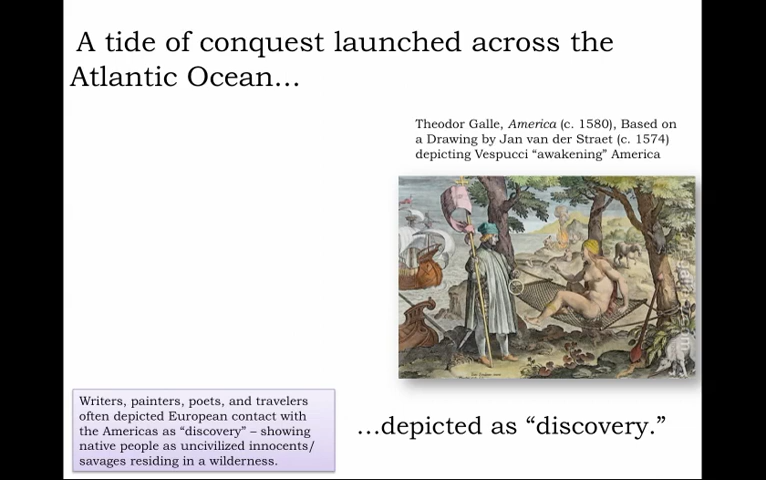 A tide of conquest launched across the
Atlantic Ocean…
Theodor Galle, America (c. 1580), Based on
a Drawing by Jan van der Straet (c. 1574)
depicting Vespucci “awakening” America
Writers, painters, poets, and travelers
often depicted European contact with
the Americas as “discovery” – showing
native people as uncivilized innocents/
savages residing in a wilderness.
…depicted as “discovery.”